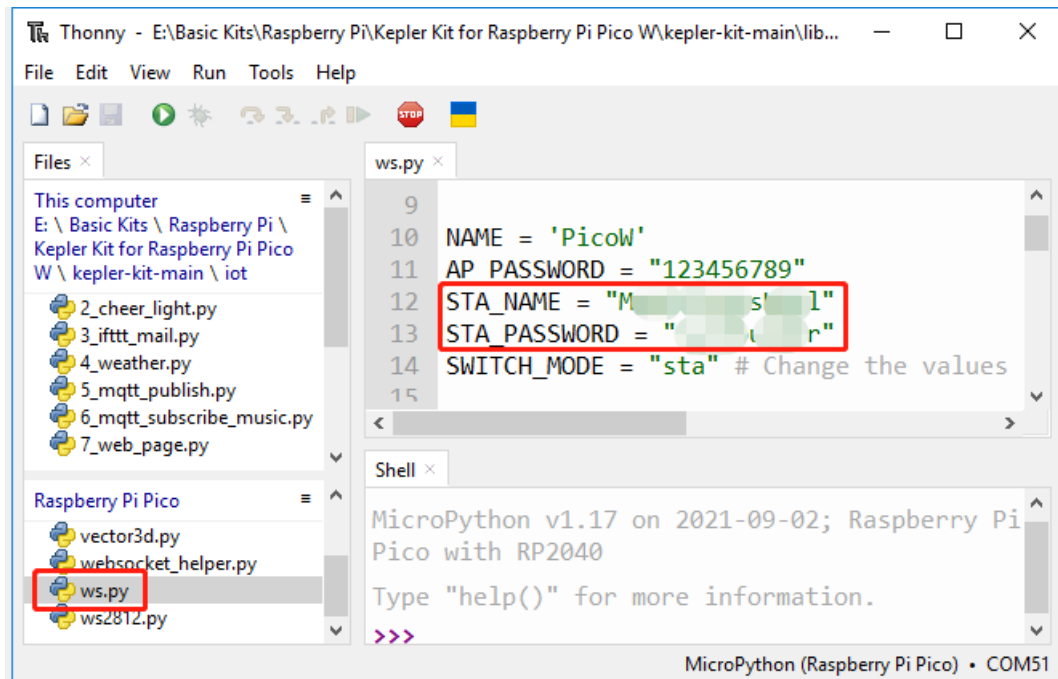 Thonny - E:\Basic Kits\Raspberry Pi\Kepler Kit for Raspberry Pi Pico W\kepler-kit-main\lib...
File Edit View Run Tools Help
STOP
Files
This computer
E: \ Basic Kits \ Raspberry Pi \
Kepler Kit for Raspberry Pi Pico
W \ kepler-kit-main \ iot
2_cheer_light.py
3_ifttt_mail.py
4_weather.py
5_mqtt_publish.py
6_mqtt_subscribe_music.py
7_web_page.py
Raspberry Pi Pico
vector3d.py
websocket_helper.py
ws.py
ws2812.py
ws.py
9
10 NAME = 'PicoW'
11 AP_PASSWORD = "123456789"
12 STA_NAME = "
13 STA_PASSWORD = "
14 SWITCH_MODE = "sta" # Change the values
15
Shell
MicroPython v1.17 on 2021-09-02; Raspberry Pi
Pico with RP2040
Type "help()" for more information.
>>>
MicroPython (Raspberry Pi Pico) • COM51